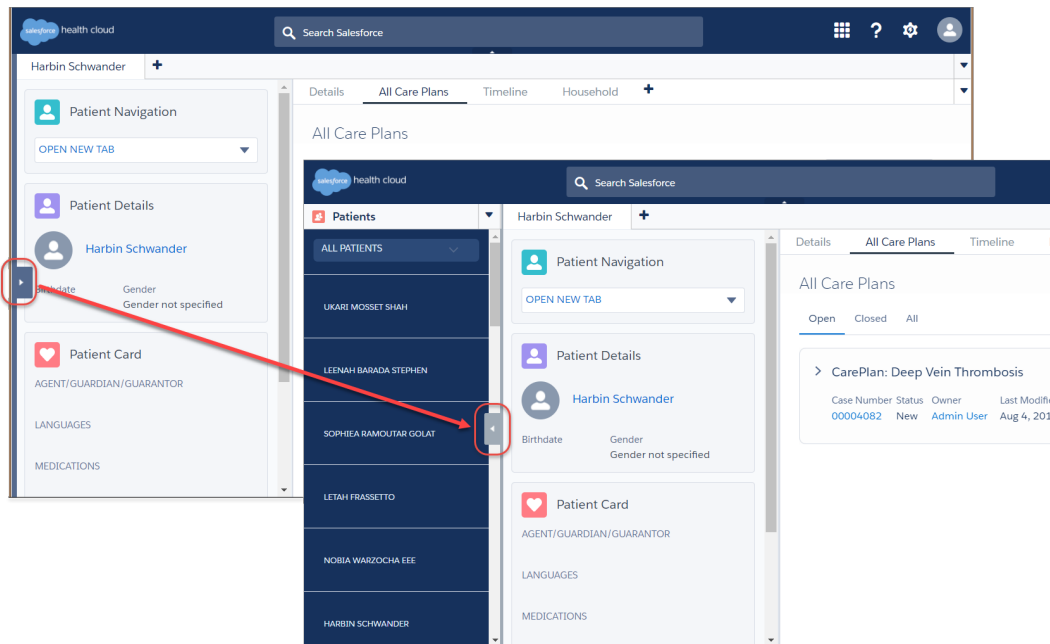 salesforce health cloud
Search Salesforce
Harbin Schwander
Patient Navigation
OPEN NEW TAB
Patient Details
Harbin Schwander
Birthdate Gender
Gender not specified
Patient Card
AGENT/GUARDIAN/GUARANTOR
LANGUAGES
MEDICATIONS
Details All Care Plans Timeline Household
All Care Plans
salesforce health cloud
Search Salesforce
Patients
ALL PATIENTS
UKARI MOSSET SHAH
LEENAH BARADA STEPHEN
SOPHIEA RAMOUTAR GOLAT
LETAH FRASSETTO
NOBIA WARZOCHA EEE
HARBIN SCHWANDER
Harbin Schwander
Patient Navigation
OPEN NEW TAB
Patient Details
Harbin Schwander
Birthdate Gender
Gender not specified
Patient Card
AGENT/GUARDIAN/GUARANTOR
LANGUAGES
MEDICATIONS
Details All Care Plans Timeline
All Care Plans
Open Closed All
CarePlan: Deep Vein Thrombosis
Case Number Status Owner Last Modifi
00004082 New Admin User Aug 4, 201